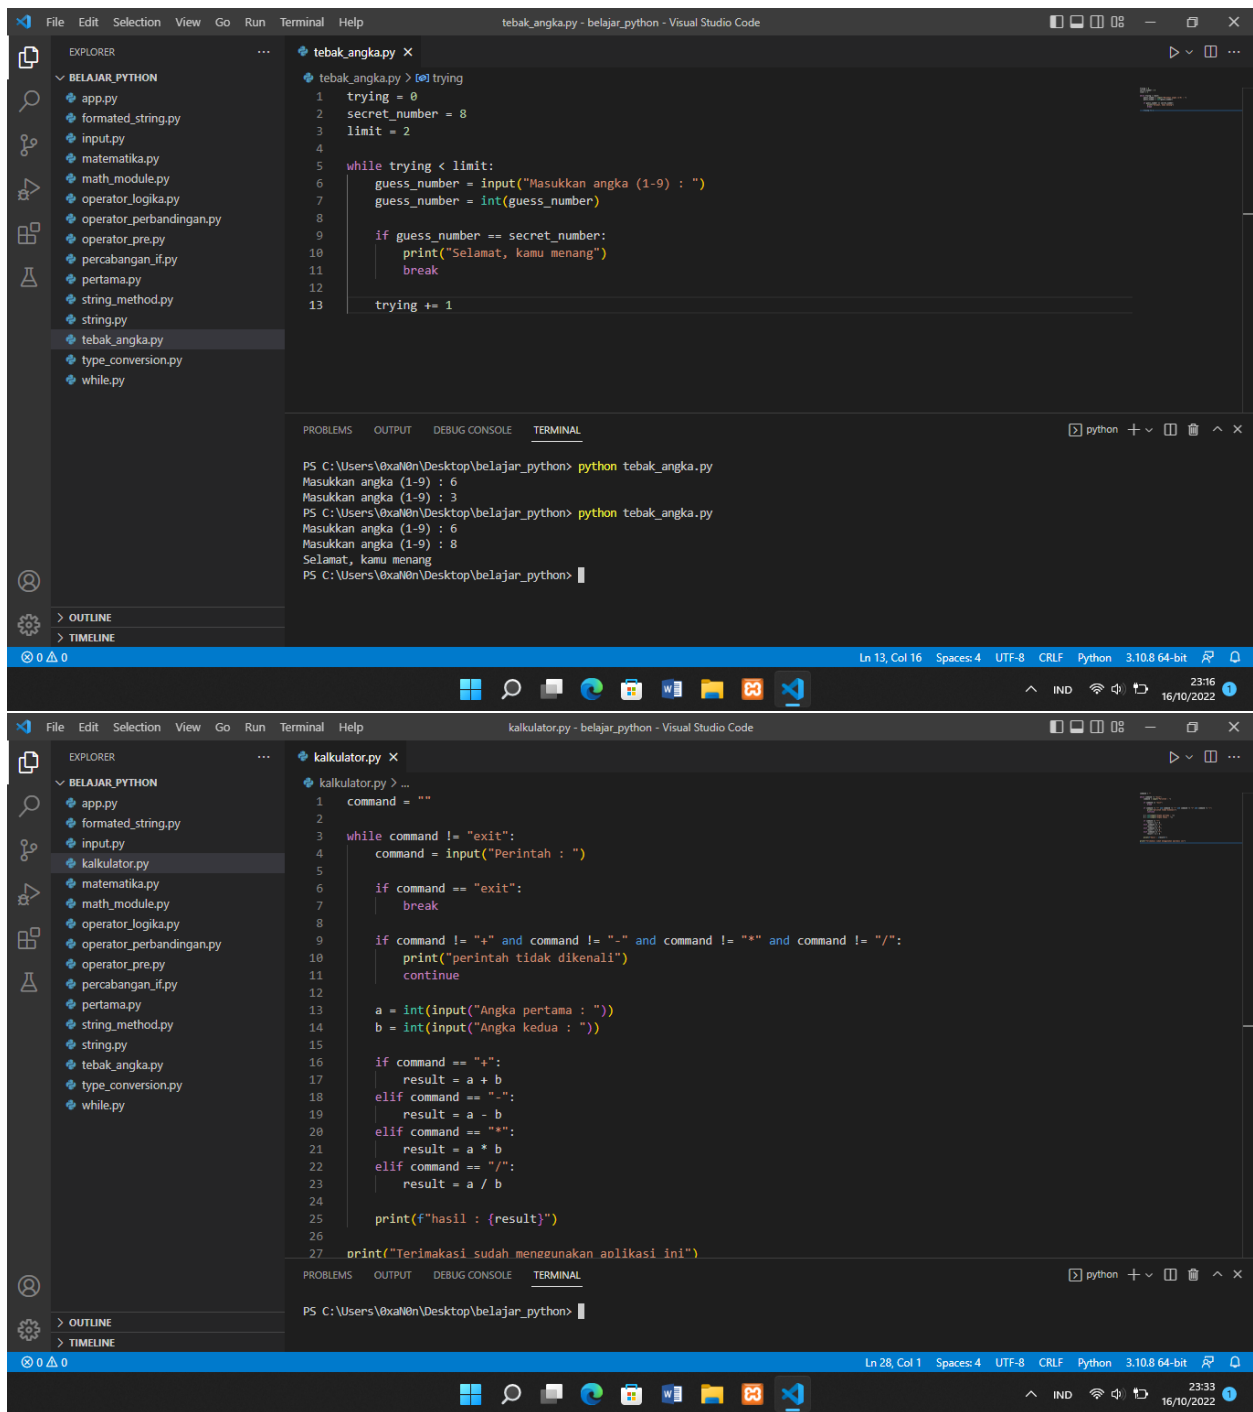 File Edit Selection View Go Run Terminal Help tebak_angka.py - belajar_python - Visual Studio Code
EXPLORER
BELAJAR_PYTHON
app.py
formated_string.py
input.py
matematika.py
math_module.py
operator_logika.py
operator_perbandingan.py
operator_pre.py
percabangan_if.py
pertama.py
string_method.py
string.py
tebak_angka.py
type_conversion.py
while.py
OUTLINE
TIMELINE
tebak_angka.py
tebak_angka.py > trying
1 trying = 0
2 secret_number = 8
3 limit = 2
4
5 while trying < limit:
6 guess_number = input("Masukkan angka (1-9) : ")
7 guess_number = int(guess_number)
8
9 if guess_number == secret_number:
10 print("Selamat, kamu menang")
11 break
12
13 trying += 1
PROBLEMS OUTPUT DEBUG CONSOLE TERMINAL python
PS C:\Users\0xaN0n\Desktop\belajar_python> python tebak_angka.py
Masukkan angka (1-9) : 6
Masukkan angka (1-9) : 3
PS C:\Users\0xaN0n\Desktop\belajar_python> python tebak_angka.py
Masukkan angka (1-9) : 6
Masukkan angka (1-9) : 8
Selamat, kamu menang
PS C:\Users\0xaN0n\Desktop\belajar_python>
0 0 Ln 13, Col 16 Spaces: 4 UTF-8 CRLF Python 3.10.8 64-bit
IND 23:16
16/10/2022 1
File Edit Selection View Go Run Terminal Help kalkulator.py - belajar_python - Visual Studio Code
EXPLORER
BELAJAR_PYTHON
app.py
formated_string.py
input.py
kalkulator.py
matematika.py
math_module.py
operator_logika.py
operator_perbandingan.py
operator_pre.py
percabangan_if.py
pertama.py
string_method.py
string.py
tebak_angka.py
type_conversion.py
while.py
OUTLINE
TIMELINE
kalkulator.py
kalkulator.py > ...
1 command = ""
2
3 while command != "exit":
4 command = input("Perintah : ")
5
6 if command == "exit":
7 break
8
9 if command != "+" and command != "-" and command != "*" and command != "/":
10 print("perintah tidak dikenali")
11 continue
12
13 a = int(input("Angka pertama : "))
14 b = int(input("Angka kedua : "))
15
16 if command == "+":
17 result = a + b
18 elif command == "-":
19 result = a - b
20 elif command == "*":
21 result = a * b
22 elif command == "/":
23 result = a / b
24
25 print(f"hasil : {result}")
26
27 print("Terimakasi sudah menggunakan aplikasi ini")
PROBLEMS OUTPUT DEBUG CONSOLE TERMINAL python
PS C:\Users\0xaN0n\Desktop\belajar_python>
0 0 Ln 28, Col 1 Spaces: 4 UTF-8 CRLF Python 3.10.8 64-bit
IND 23:33
16/10/2022 1